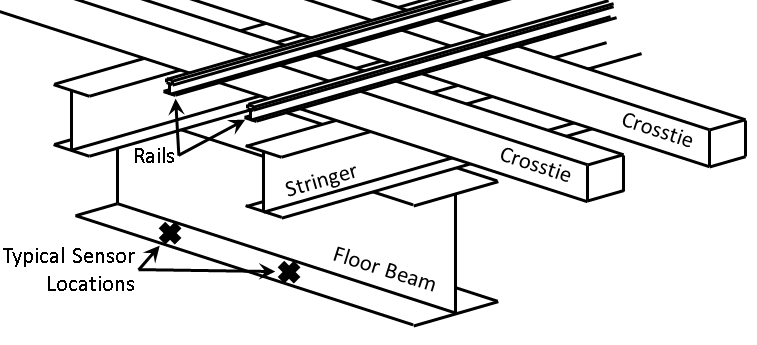 Crosstie
Rails
Crosstie
Stringer
Typical Sensor
Locations
Floor Beam